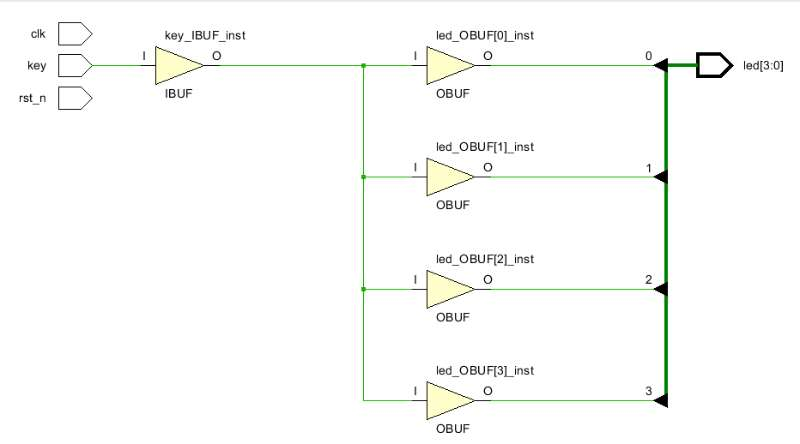 clk
key
rst_n
key_IBUF_inst
I
O
IBUF
led_OBUF[0]_inst
I
O
OBUF
0
led[3:0]
led_OBUF[1]_inst
I
O
OBUF
1
led_OBUF[2]_inst
I
O
OBUF
2
led_OBUF[3]_inst
I
O
OBUF
3